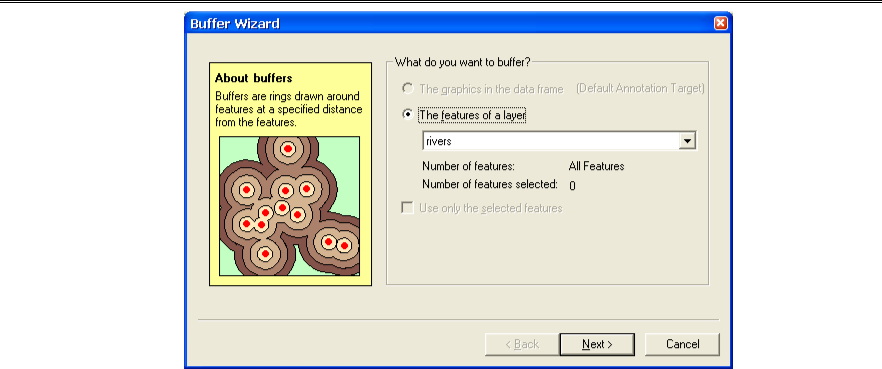 Buffer Wizard
About buffers
Buffers are rings drawn around
features at a specified distance
from the features.
What do you want to buffer?
The graphics in the data frame (Default Annotation Target)
The features of a layer
rivers
Number of features: All Features
Number of features selected: 0
Use only the selected features
< Back Next > Cancel